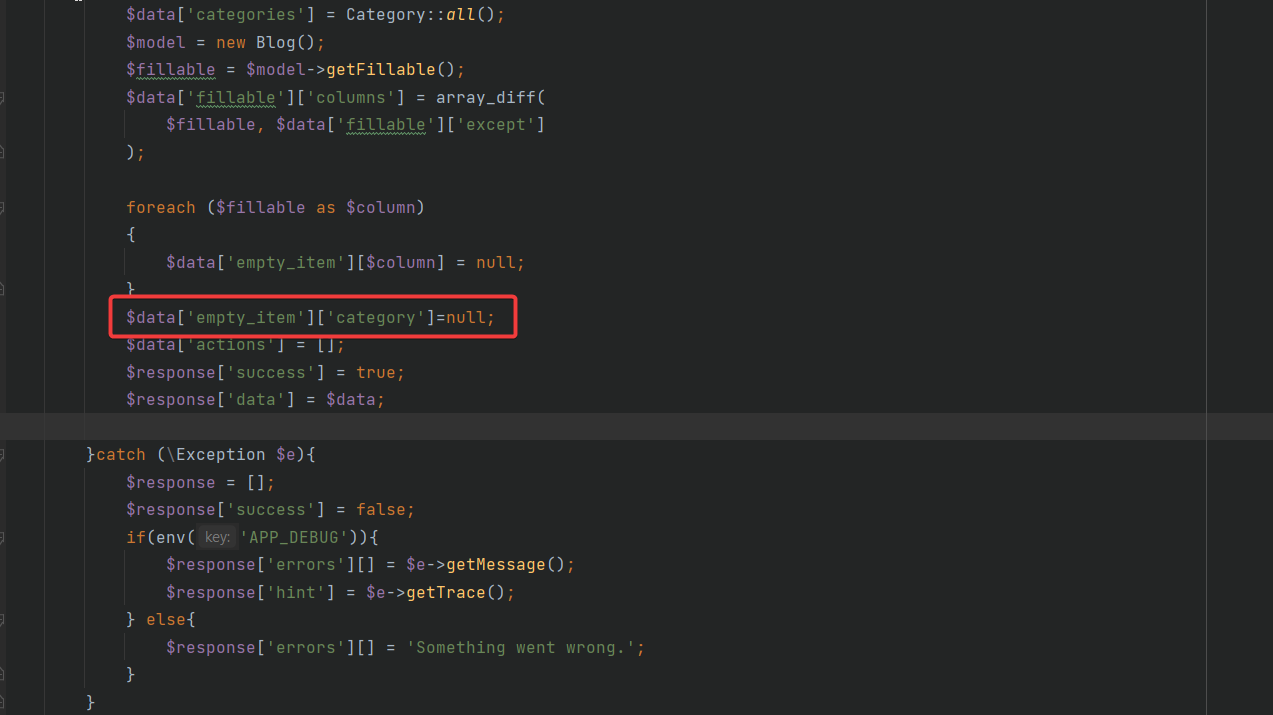 $data['categories'] = Category::all();
$model = new Blog();
$fillable = $model->getFillable();
$data['fillable']['columns'] = array_diff(
$fillable, $data['fillable']['except']
);
foreach ($fillable as $column)
{
$data['empty_item'][$column] = null;
}
$data['empty_item']['category']=null;
$data['actions'] = [];
$response['success'] = true;
$response['data'] = $data;
}catch (\Exception $e){
$response = [];
$response['success'] = false;
if(env( key: 'APP_DEBUG')){
$response['errors'][] = $e->getMessage();
$response['hint'] = $e->getTrace();
} else{
$response['errors'][] = 'Something went wrong.';
}
}